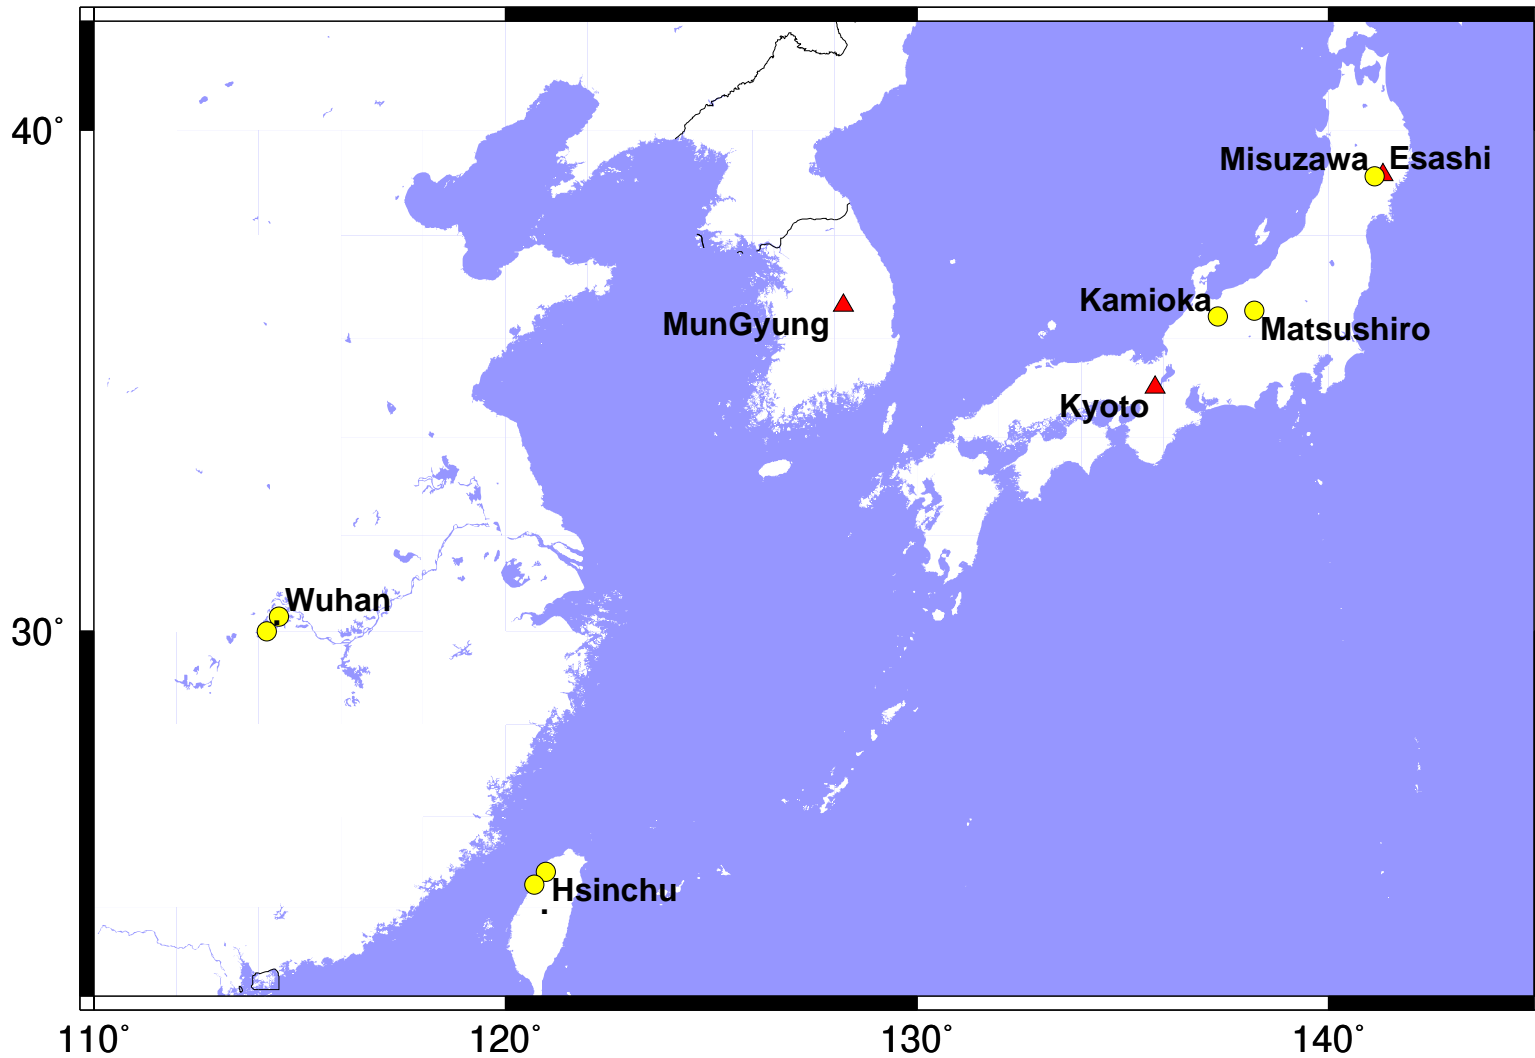 40°
Misuzawa
Esashi
Kamioka
MunGyung
Matsushiro
Kyoto
Wuhan
30°
Hsinchu
110°
120°
130°
140°